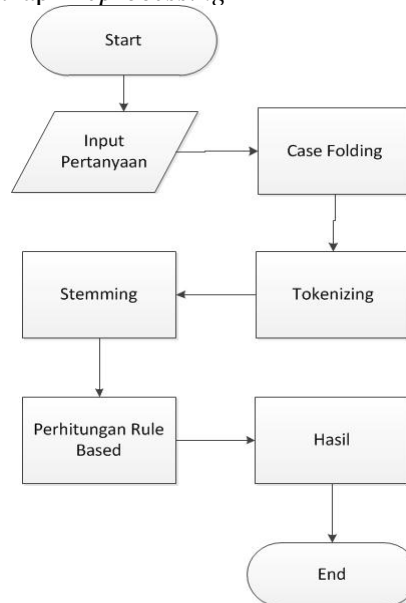 Start
Input
Pertanyaan
Case Folding
Tokenizing
Stemming
Perhitungan Rule
Based
Hasil
End